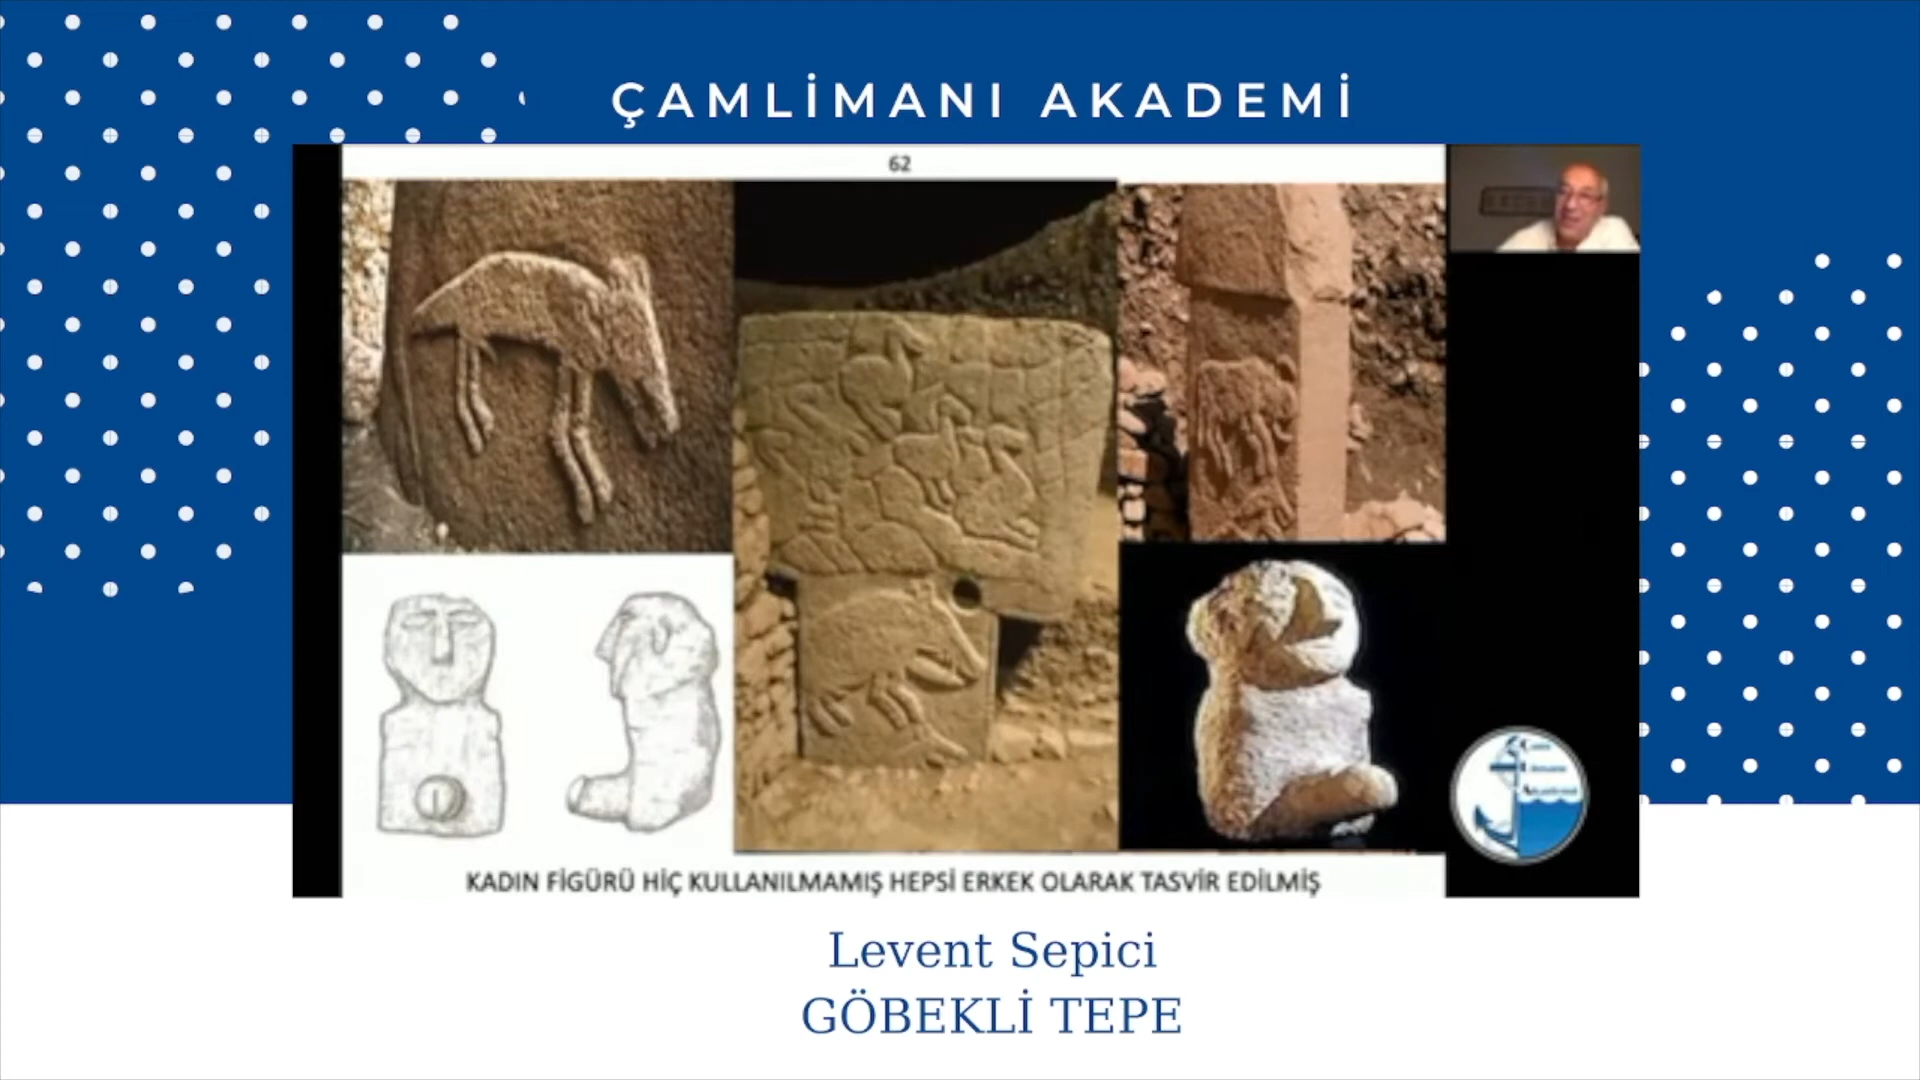 ÇAMLİMANI AKADEMİ
62
KADIN FİGÜRÜ HİÇ KULLANILMAMIŞ HEPSİ ERKEK OLARAK TASVİR EDİLMİŞ
Levent Sepici
GÖBEKLİ TEPE